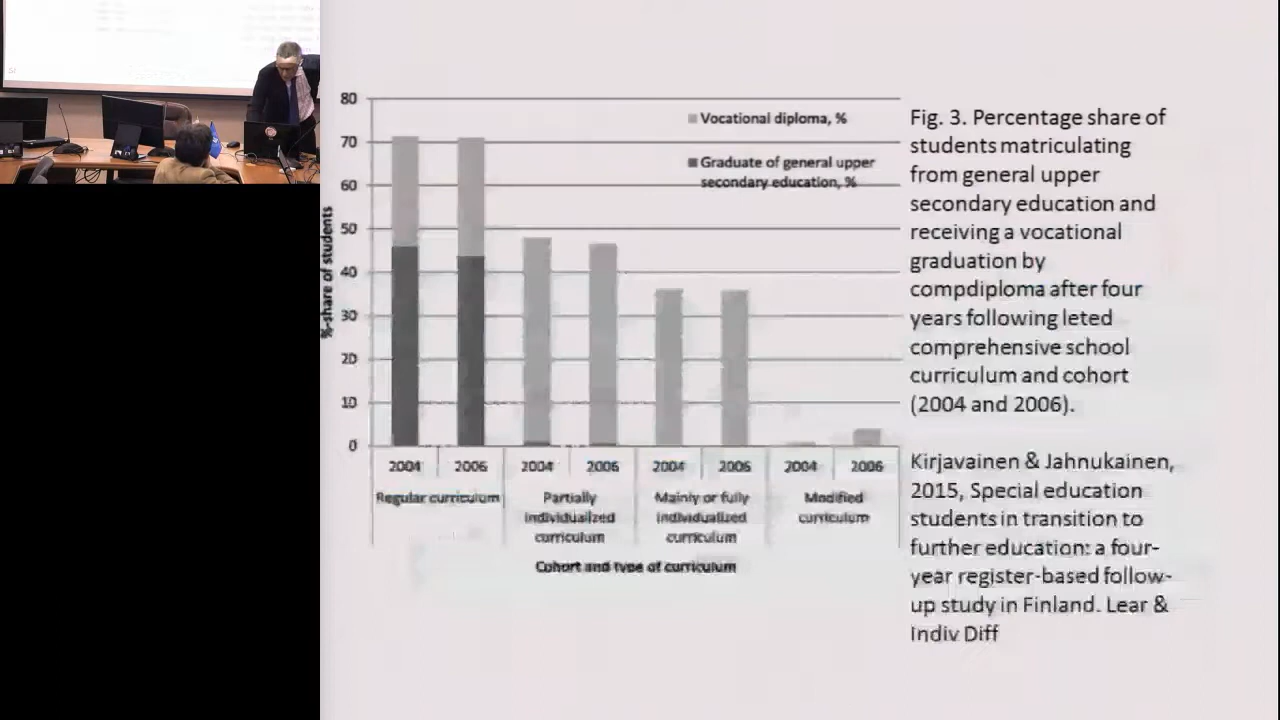 80
70
60
50
40
30
20
10
0
%-share of students
Vocational diploma, %
Graduate of general upper
secondary education, %
2004 2006 2004 2006 2004 2006 2004 2006
Regular curriculum
Partially
individualized
curriculum
Mainly or fully
individualized
curriculum
Modified
curriculum
Cohort and type of curriculum
Fig. 3. Percentage share of
students matriculating
from general upper
secondary education and
receiving a vocational
graduation by
compdiploma after four
years following leted
comprehensive school
curriculum and cohort
(2004 and 2006).
Kirjavainen & Jahnukainen,
2015, Special education
students in transition to
further education: a four-
year register-based follow-
up study in Finland. Lear &
Indiv Diff